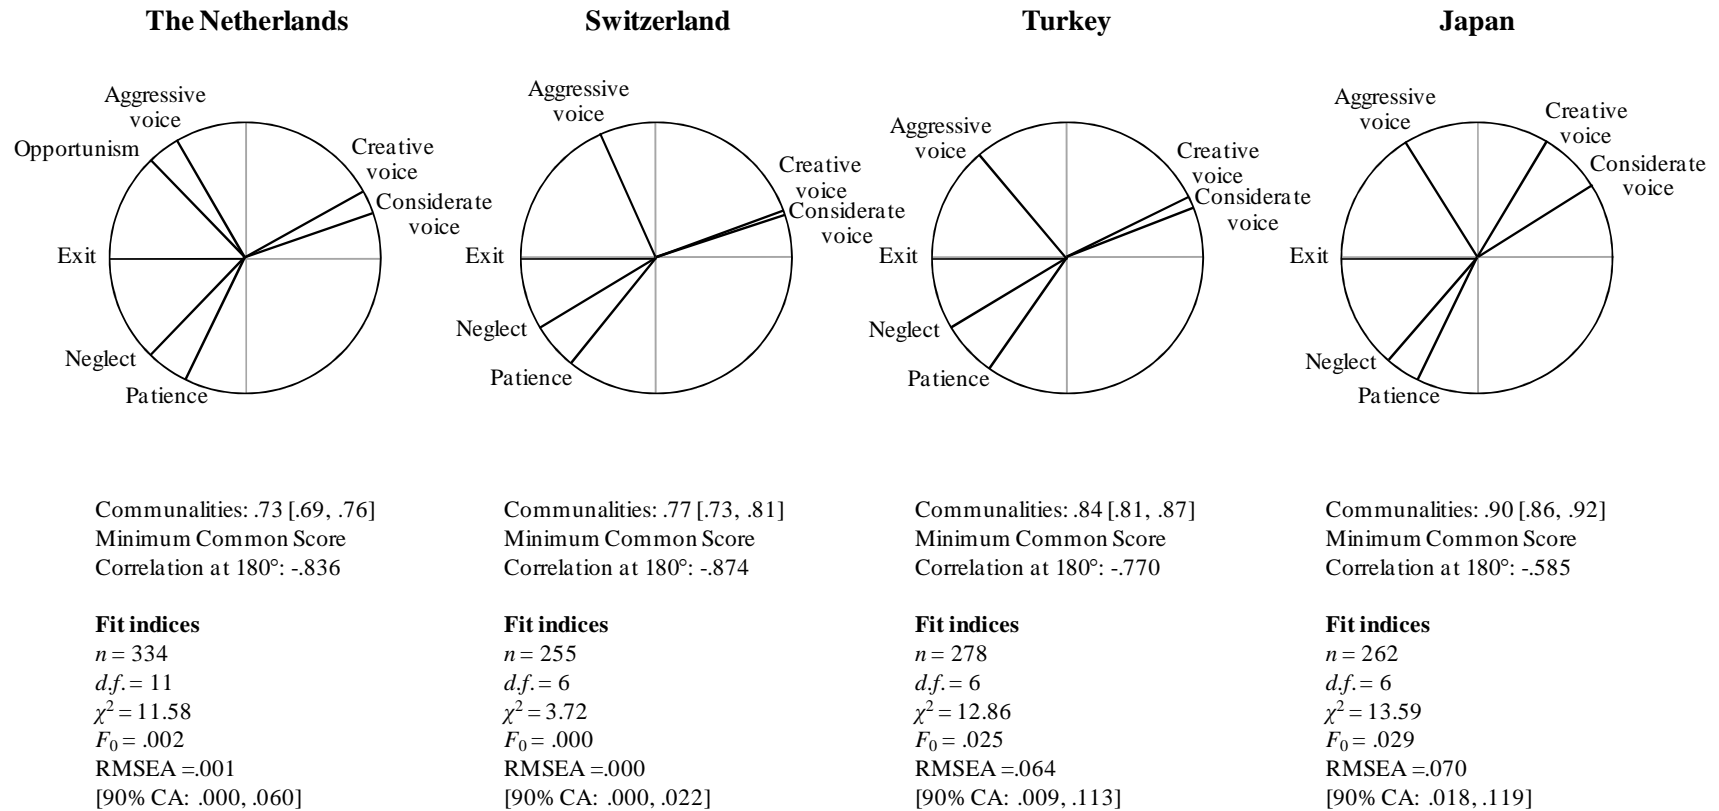 The Netherlands
Aggressive
voice
Opportunism
Creative
voice
Considerate
voice
Exit
Neglect
Patience
Communalities: .73 [.69, .76]
Minimum Common Score
Correlation at 180°: -.836
Fit indices
n = 334
d.f. = 11
χ² = 11.58
F₀ = .002
RMSEA =.001
[90% CA: .000, .060]
Switzerland
Aggressive
voice
Creative
voice
Considerate
voice
Exit
Neglect
Patience
Communalities: .77 [.73, .81]
Minimum Common Score
Correlation at 180°: -.874
Fit indices
n = 255
d.f. = 6
χ² = 3.72
F₀ = .000
RMSEA =.000
[90% CA: .000, .022]
Turkey
Aggressive
voice
Creative
voice
Considerate
voice
Exit
Neglect
Patience
Communalities: .84 [.81, .87]
Minimum Common Score
Correlation at 180°: -.770
Fit indices
n = 278
d.f. = 6
χ² = 12.86
F₀ = .025
RMSEA =.064
[90% CA: .009, .113]
Japan
Aggressive
voice
Creative
voice
Considerate
voice
Exit
Neglect
Patience
Communalities: .90 [.86, .92]
Minimum Common Score
Correlation at 180°: -.585
Fit indices
n = 262
d.f. = 6
χ² = 13.59
F₀ = .029
RMSEA =.070
[90% CA: .018, .119]